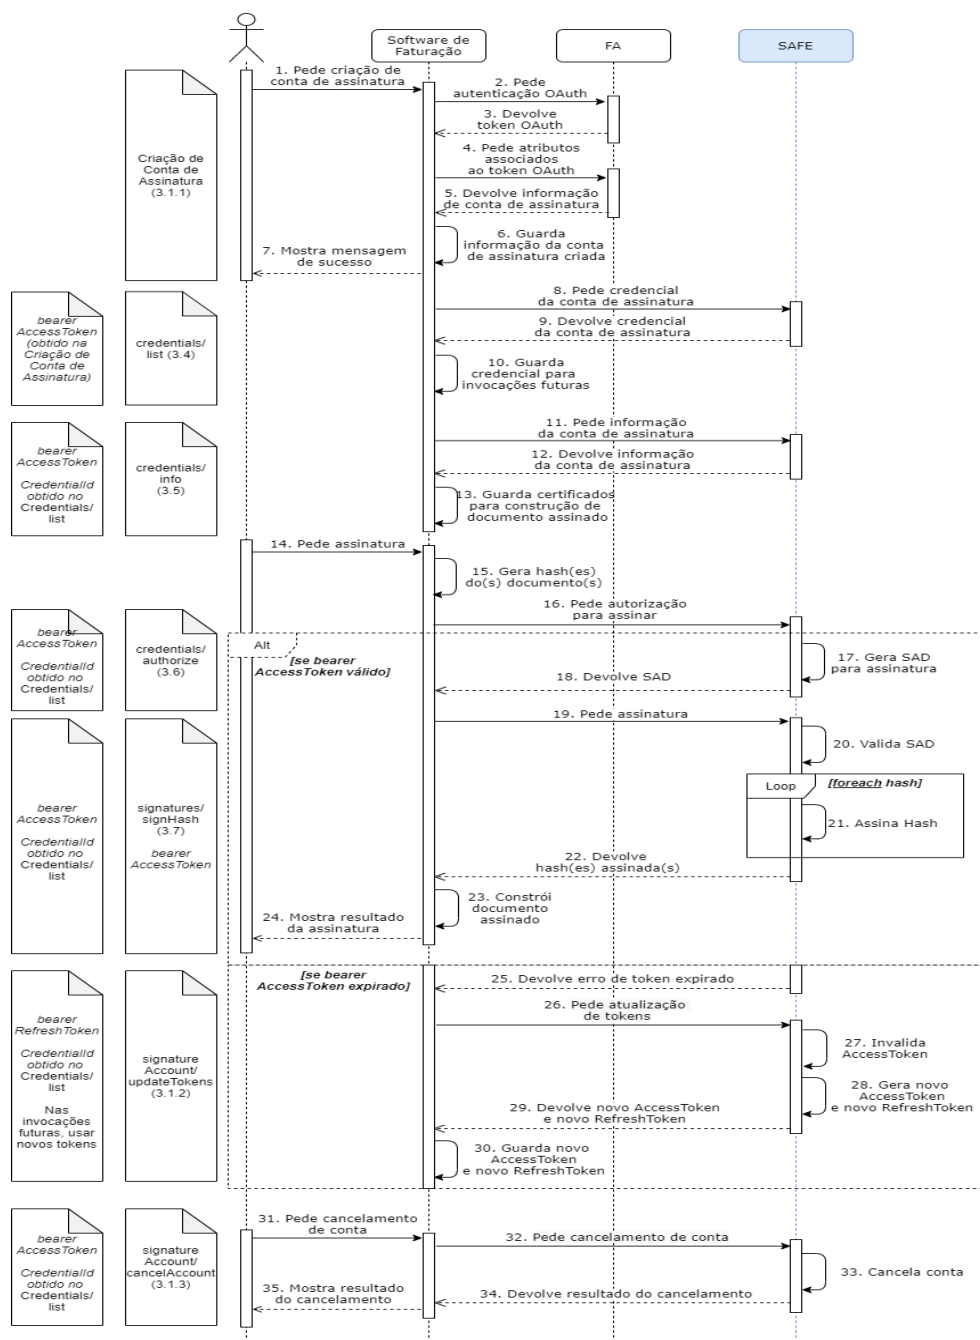 Software de
Faturação
FA
SAFE
1. Pede criação de
conta de assinatura
2. Pede
autenticação OAuth
3. Devolve
token OAuth
4. Pede atributos
associados
ao token OAuth
5. Devolve informação
de conta de assinatura
6. Guarda
informação da conta
de assinatura criada
7. Mostra mensagem
de sucesso
Criação de
Conta de
Assinatura
(3.1.1)
8. Pede credencial
da conta de assinatura
9. Devolve credencial
da conta de assinatura
10. Guarda
credencial para
invocações futuras
bearer
AccessToken
(obtido na
Criação de
Conta de
Assinatura)
credentials/
list (3.4)
11. Pede informação
da conta de assinatura
12. Devolve informação
da conta de assinatura
13. Guarda certificados
para construção de
documento assinado
bearer
AccessToken
CredentialId
obtido no
Credentials/
list
credentials/
info
(3.5)
14. Pede assinatura
15. Gera hash(es)
do(s) documento(s)
16. Pede autorização
para assinar
bearer
AccessToken
CredentialId
obtido no
Credentials/
list
credentials/
authorize
(3.6)
Alt
[se bearer
AccessToken válido]
17. Gera SAD
para assinatura
18. Devolve SAD
19. Pede assinatura
20. Valida SAD
Loop
[foreach hash]
21. Assina Hash
22. Devolve
hash(es) assinada(s)
23. Constrói
documento
assinado
24. Mostra resultado
da assinatura
bearer
AccessToken
CredentialId
obtido no
Credentials/
list
signatures/
signHash
(3.7)
bearer
AccessToken
[se bearer
AccessToken expirado]
25. Devolve erro de token expirado
26. Pede atualização
de tokens
27. Invalida
AccessToken
28. Gera novo
AccessToken
e novo RefreshToken
29. Devolve novo AccessToken
e novo RefreshToken
30. Guarda novo
AccessToken
e novo RefreshToken
bearer
RefreshToken
CredentialId
obtido no
Credentials/
list
Nas
invocações
futuras, usar
novos tokens
signature
Account/
updateTokens
(3.1.2)
31. Pede cancelamento
de conta
32. Pede cancelamento de conta
33. Cancela conta
34. Devolve resultado do cancelamento
35. Mostra resultado
do cancelamento
bearer
AccessToken
CredentialId
obtido no
Credentials/
list
signature
Account/
cancelAccount
(3.1.3)